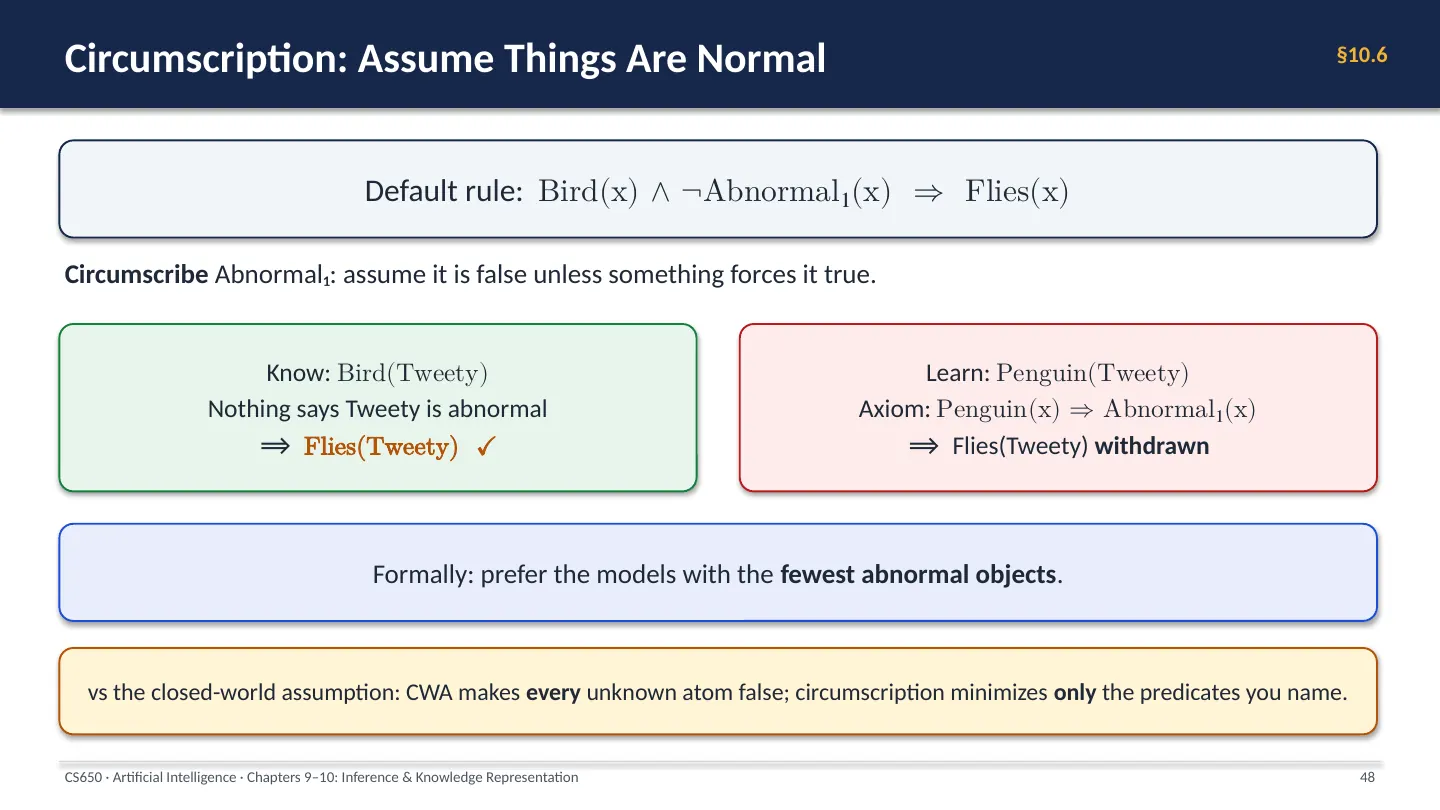 Circumscription: Assume Things Are Normal
§10.6
Default rule: Bird(x) ∧ ¬Abnormal₁(x) ⇒ Flies(x)
Circumscribe Abnormal₁: assume it is false unless something forces it true.
Know: Bird(Tweety)
Nothing says Tweety is abnormal
⟹ Flies(Tweety) ✓
Learn: Penguin(Tweety)
Axiom: Penguin(x) ⇒ Abnormal₁(x)
⟹ Flies(Tweety) withdrawn
Formally: prefer the models with the fewest abnormal objects.
vs the closed-world assumption: CWA makes every unknown atom false; circumscription minimizes only the predicates you name.
CS650 · Artificial Intelligence · Chapters 9–10: Inference & Knowledge Representation
48